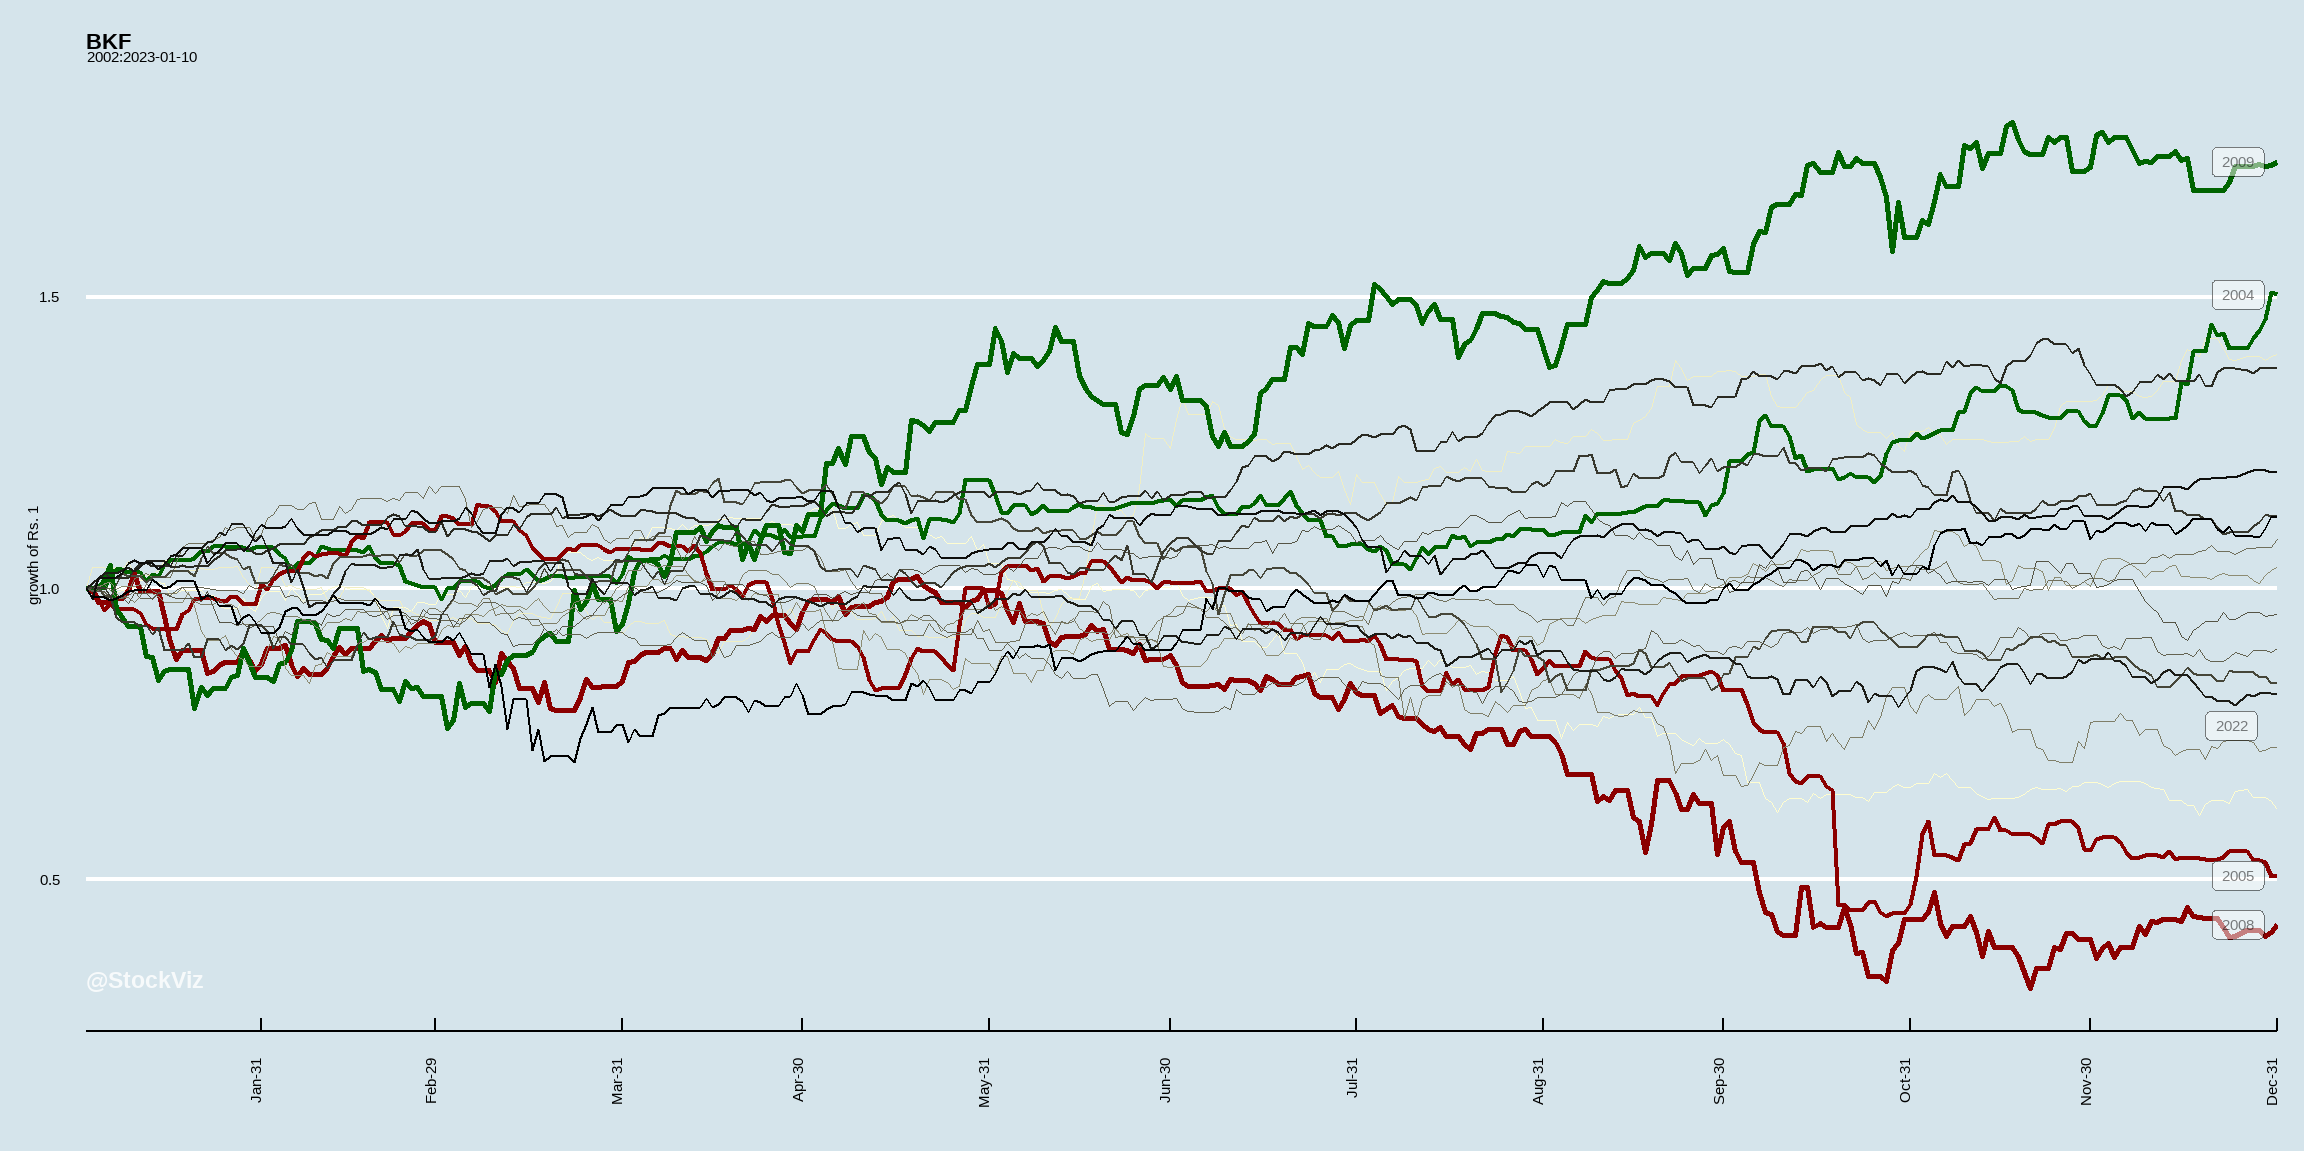 BKF
2002:2023-01-10
growth of Rs. 1
1.5
1.0
0.5
2009
2004
2022
2005
2008
@StockViz
Jan-31
Feb-29
Mar-31
Apr-30
May-31
Jun-30
Jul-31
Aug-31
Sep-30
Oct-31
Nov-30
Dec-31